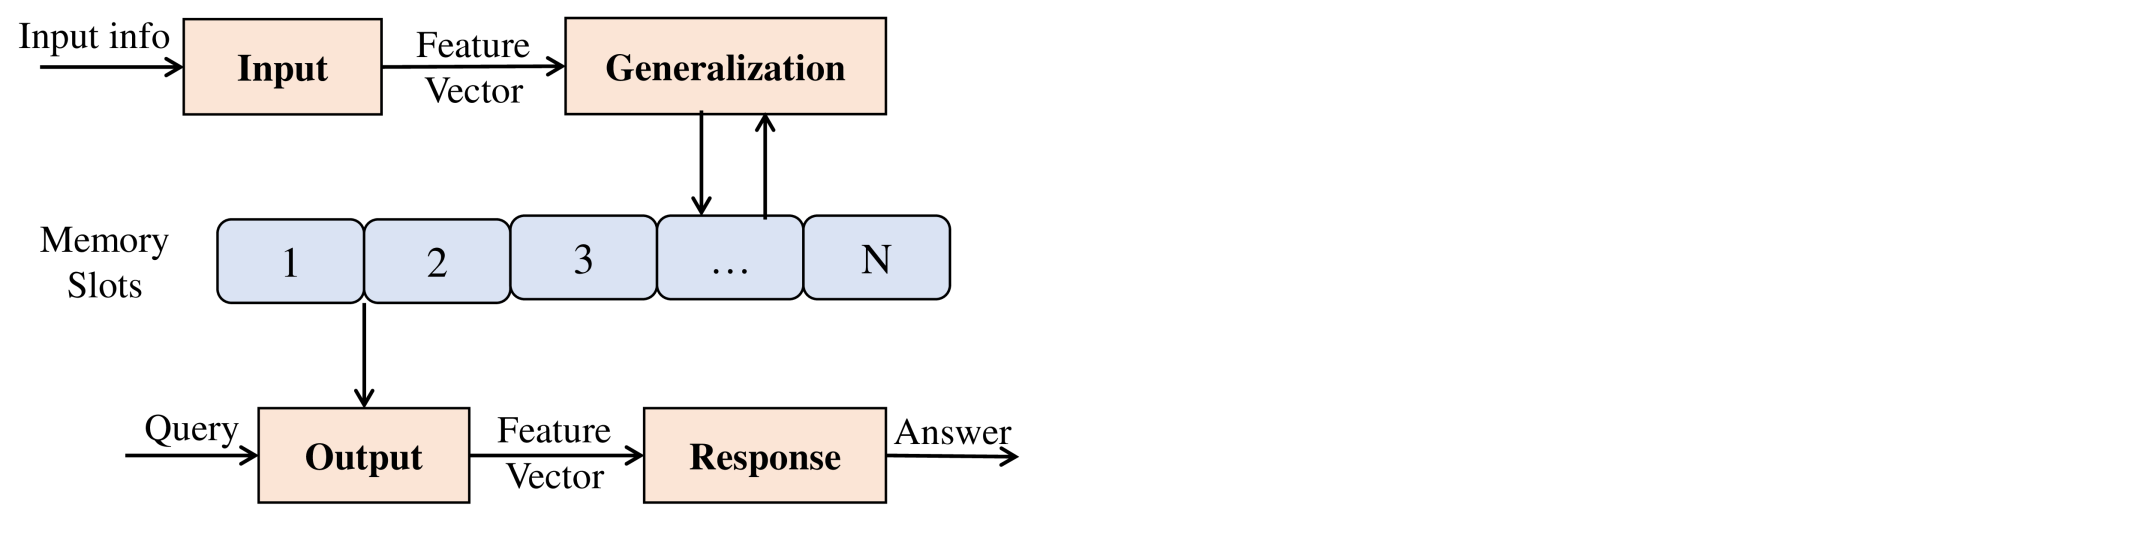 Input info
Input
Feature
Vector
Generalization
Memory
Slots
1
2
3
...
N
Query
Output
Feature
Vector
Response
Answer